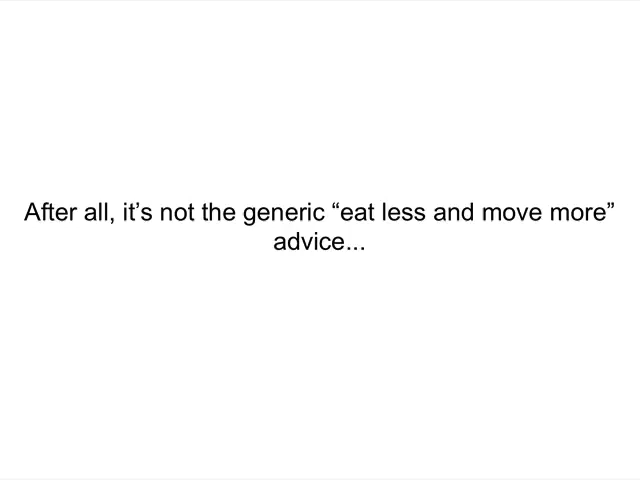 After all, it’s not the generic “eat less and move more”
advice...